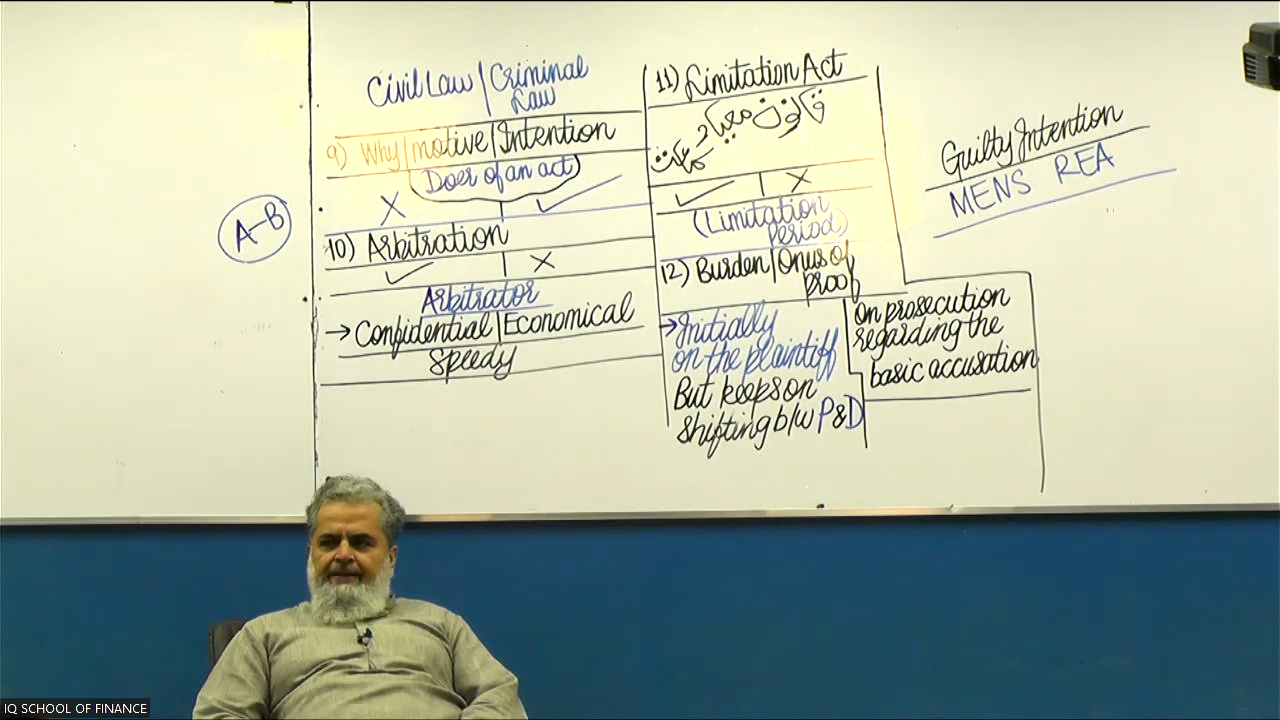 Civil Law | Criminal
Law
9) Why/motive/Intention
Doer of an act
X | ✓
A-B
10) Arbitration
✓ | X
Arbitrator
→ Confidential | Economical
Speedy
11) Limitation Act
قانون معیاد
سماعت
✓ | X
(Limitation
Period)
12) Burden/Onus of
proof
→ Initially
on the plaintiff
But keeps on
shifting b/w P&D
On prosecution
regarding the
basic accusation
Guilty Intention
MENS REA
IQ SCHOOL OF FINANCE